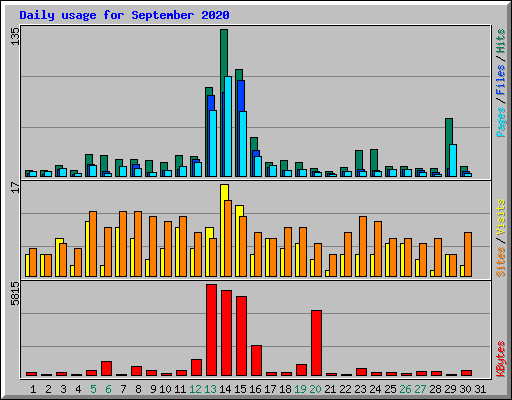 Daily usage for September 2020
135
Pages / Files / Hits
17
Sites / Visits
5815
KBytes
1 2 3 4 5 6 7 8 9 10 11 12 13 14 15 16 17 18 19 20 21 22 23 24 25 26 27 28 29 30 31